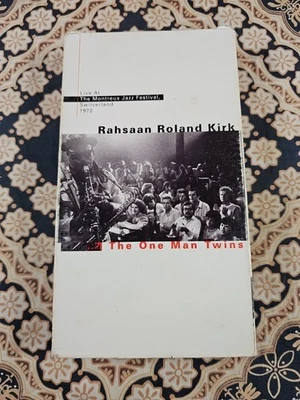 Live At
The Montreux Jazz Festival,
Switzerland
1972
Rahsaan Roland Kirk
The One Man Twins